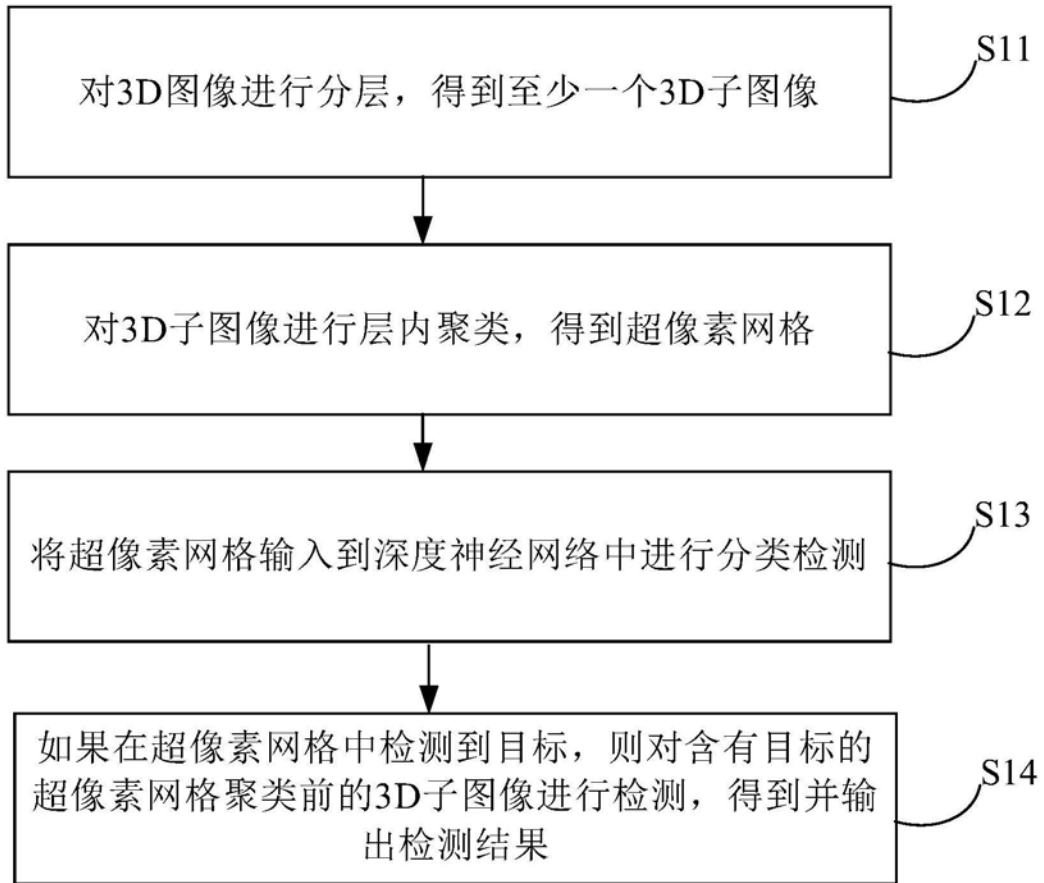 对3D图像进行分层，得到至少一个3D子图像
S11
对3D子图像进行层内聚类，得到超像素网格
S12
将超像素网格输入到深度神经网络中进行分类检测
S13
如果在超像素网格中检测到目标，则对含有目标的
超像素网格聚类前的3D子图像进行检测，得到并输
出检测结果
S14